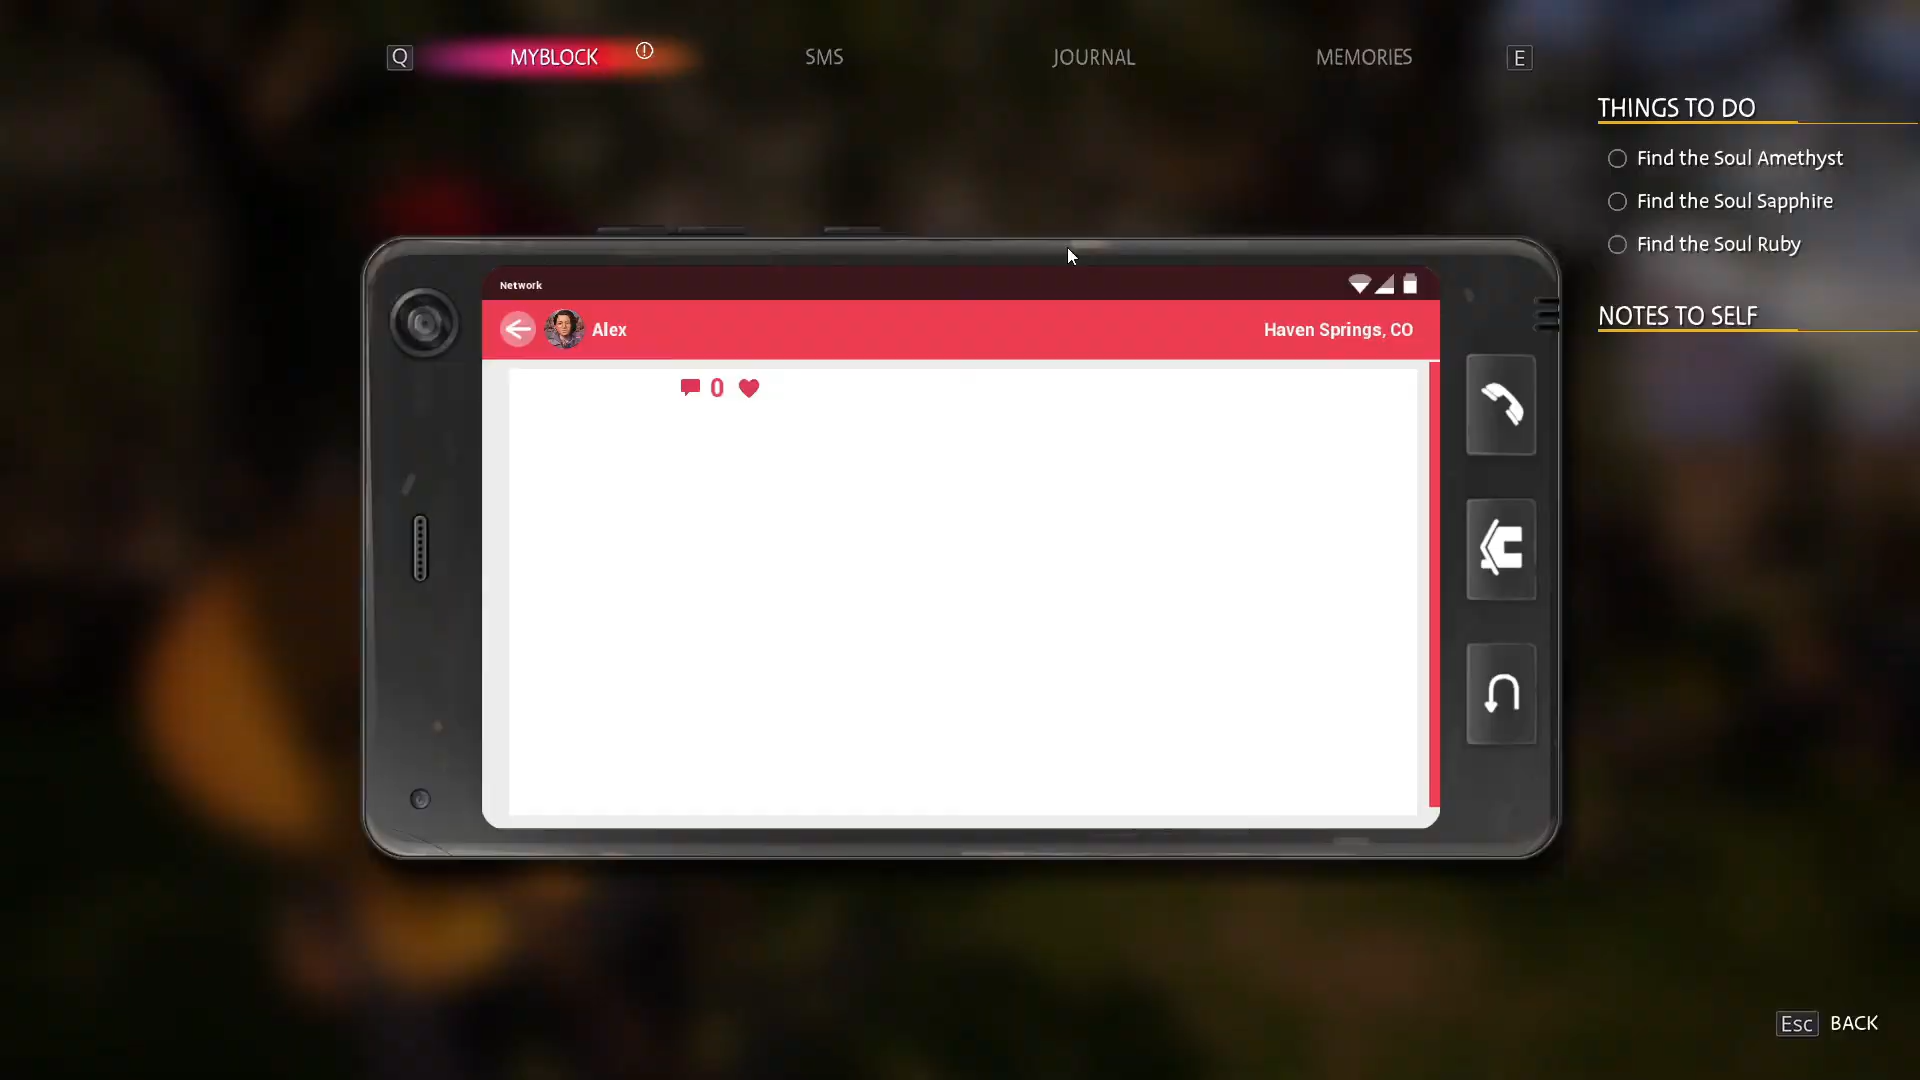 Q MYBLOCK SMS JOURNAL MEMORIES E
THINGS TO DO
Find the Soul Amethyst
Find the Soul Sapphire
Find the Soul Ruby
NOTES TO SELF
Network
Alex
Haven Springs, CO
0
Esc BACK